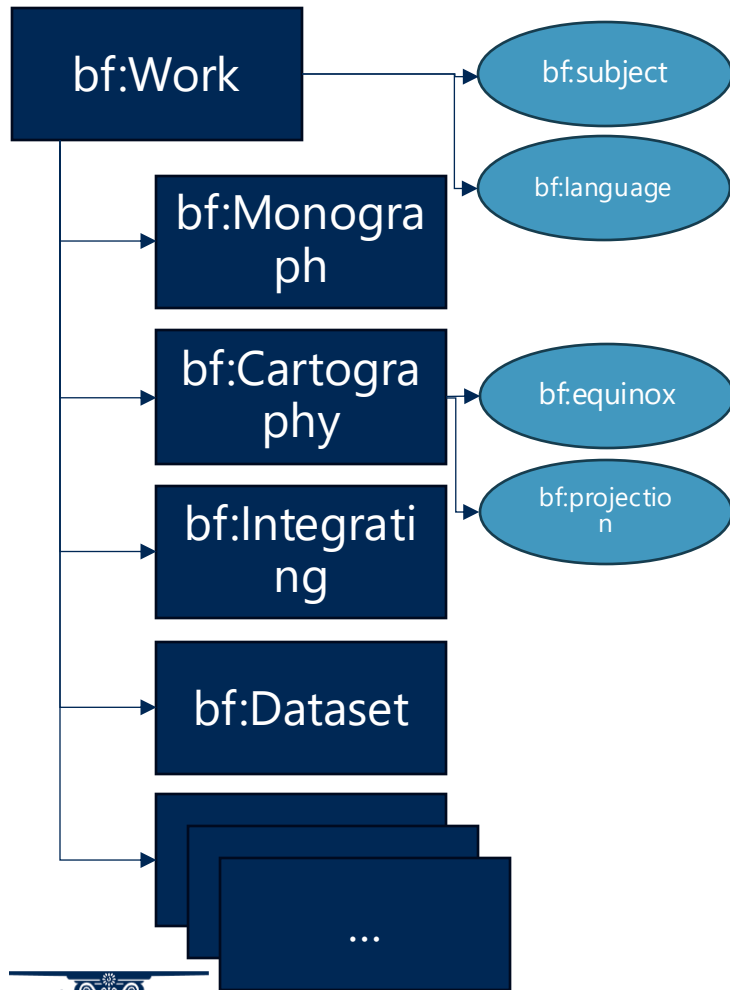 bf:Work
bf:subject
bf:language
bf:Monogra
ph
bf:Cartogra
phy
bf:equinox
bf:projectio
n
bf:Integrati
ng
bf:Dataset
...